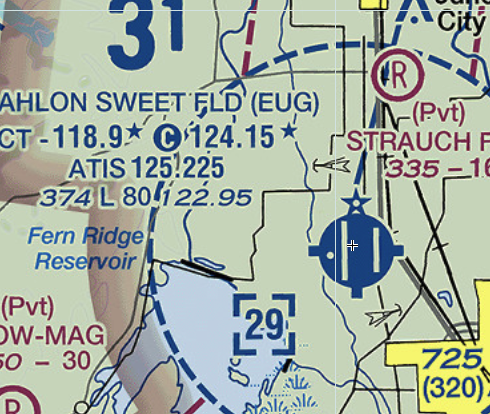 31
City
R
AHLON SWEET FLD (EUG)
(Pvt)
CT - 118.9 ★ C 124.15 ★
STRAUCH F
ATIS 125.225
335 - 16
374 L 80 122.95
Fern Ridge
Reservoir
(Pvt)
29
OW-MAG
725
50 - 30
(320)
R